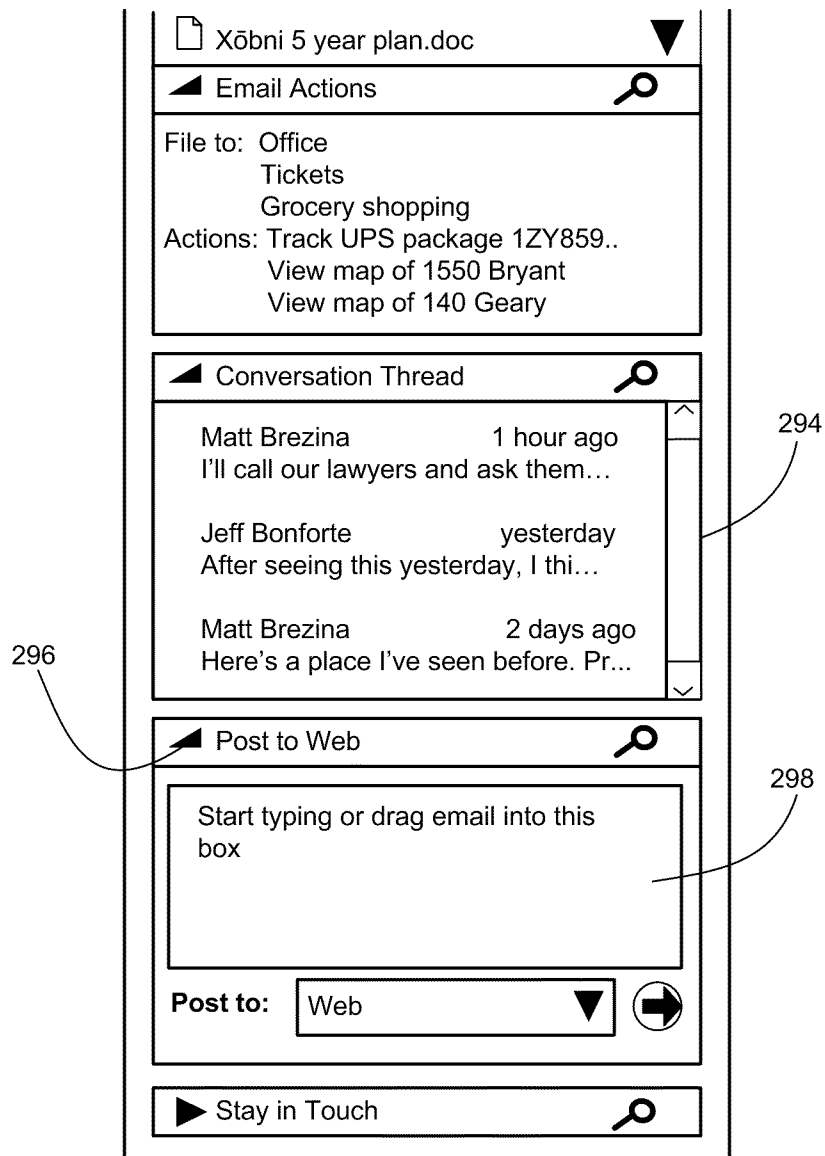 Xōbni 5 year plan.doc
Email Actions
File to: Office
Tickets
Grocery shopping
Actions: Track UPS package 1ZY859..
View map of 1550 Bryant
View map of 140 Geary
Conversation Thread
294
Matt Brezina 1 hour ago
I'll call our lawyers and ask them…
Jeff Bonforte yesterday
After seeing this yesterday, I thi…
Matt Brezina 2 days ago
296
Here's a place I've seen before. Pr...
Post to Web
298
Start typing or drag email into this
box
Post to: Web
Stay in Touch